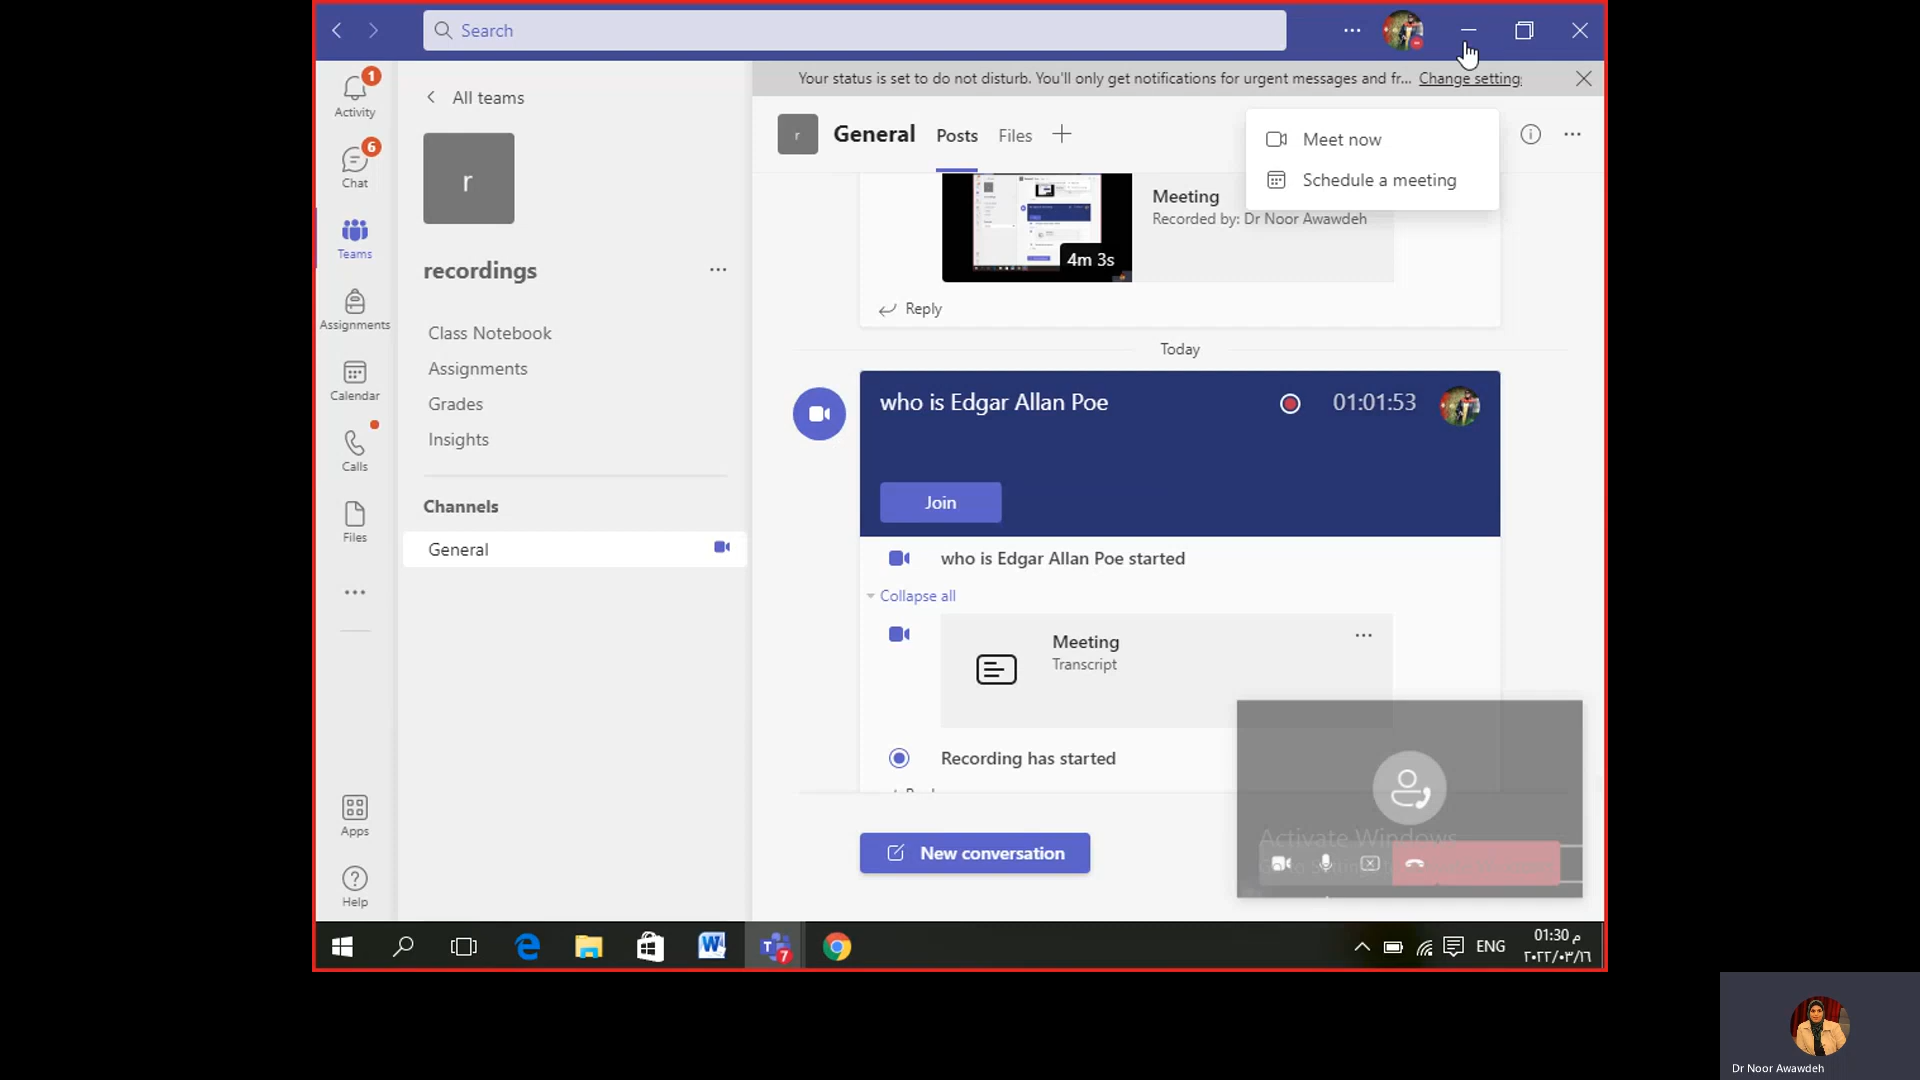 Search
Your status is set to do not disturb. You'll only get notifications for urgent messages and fr... Change setting
1
Activity
6
Chat
Teams
Assignments
Calendar
Calls
Files
Apps
Help
All teams
r
recordings
Class Notebook
Assignments
Grades
Insights
Channels
General
r
General
Posts
Files
Meet now
Schedule a meeting
Meeting
Recorded by: Dr Noor Awawdeh
4m 3s
Reply
Today
who is Edgar Allan Poe
01:01:53
Join
who is Edgar Allan Poe started
Collapse all
Meeting
Transcript
Recording has started
New conversation
Activate Windows
7
ENG
01:30 م
٢٠٢٢/٠٣/١٦
Dr Noor Awawdeh